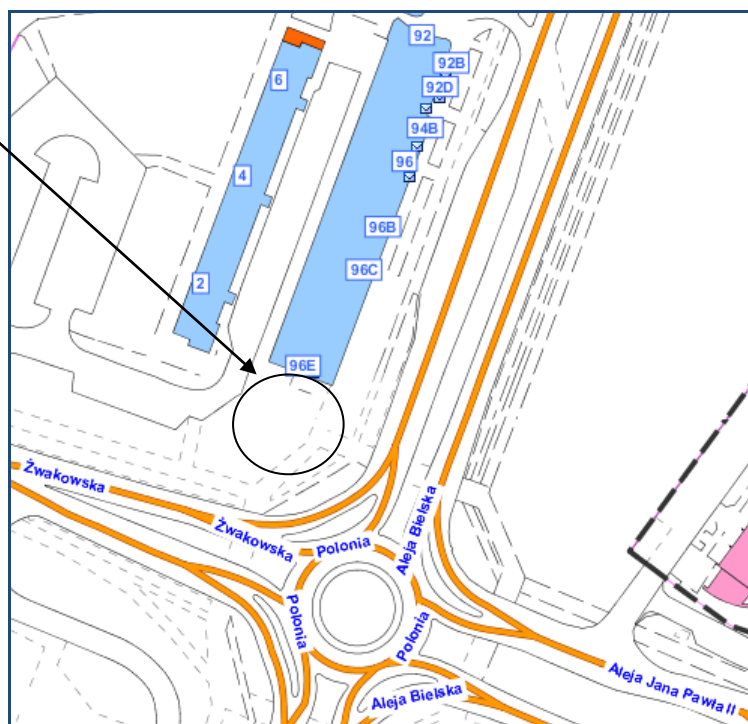 92
92B
6
92D
94B
96
4
96B
96C
2
96E
Żwakowska
Żwakowska
Polonia
Aleja Bielska
Polonia
Polonia
Aleja Jana Pawła II
Aleja Bielska